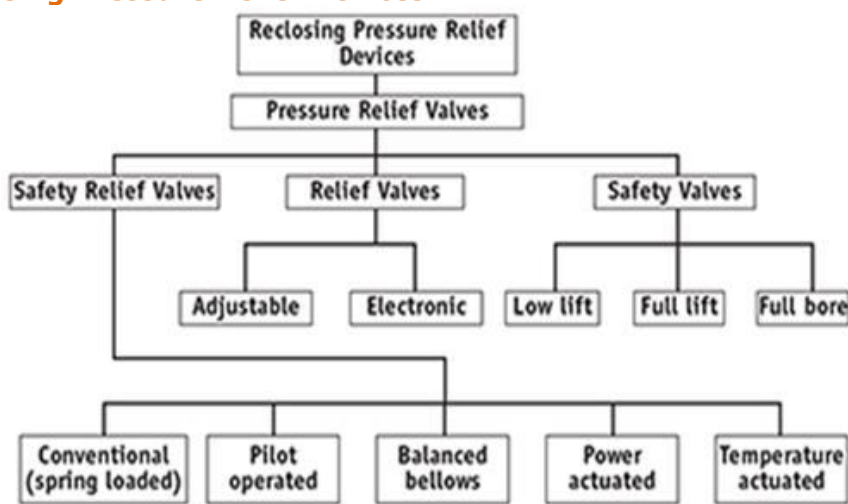 Reclosing Pressure Relief
Devices
Pressure Relief Valves
Safety Relief Valves
Relief Valves
Safety Valves
Adjustable
Electronic
Low lift
Full lift
Full bore
Conventional
(spring loaded)
Pilot
operated
Balanced
bellows
Power
actuated
Temperature
actuated